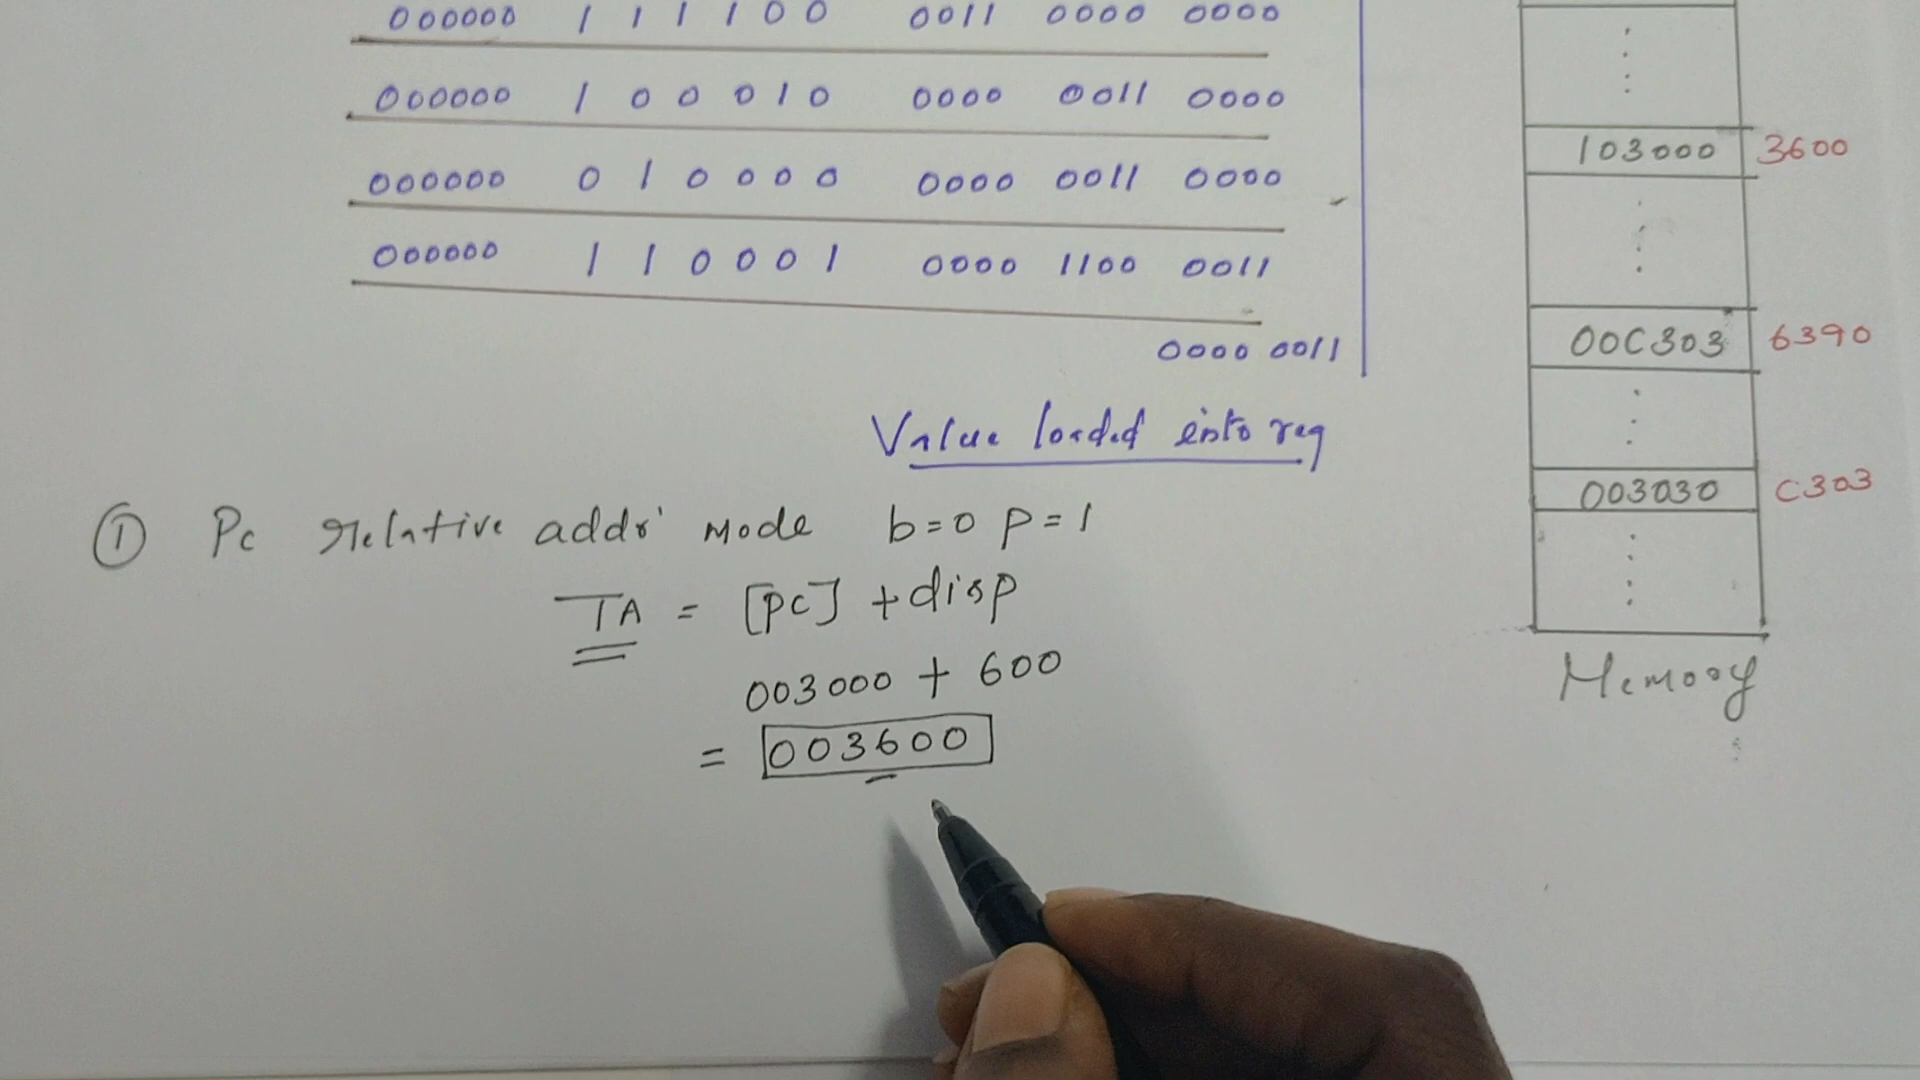 000000 1 1 1 1 0 0 0011 0000 0000
000000 1 0 0 0 1 0 0000 0011 0000
000000 0 1 0 0 0 0 0000 0011 0000
000000 1 1 0 0 0 1 0000 1100 0011
0000 0011
Value loaded into reg
① Pc relative addr' mode b=0 p=1
TA = [PC] + disp
003000 + 600
= 003600
103000 3600
00C303 6390
003030 C303
Memory